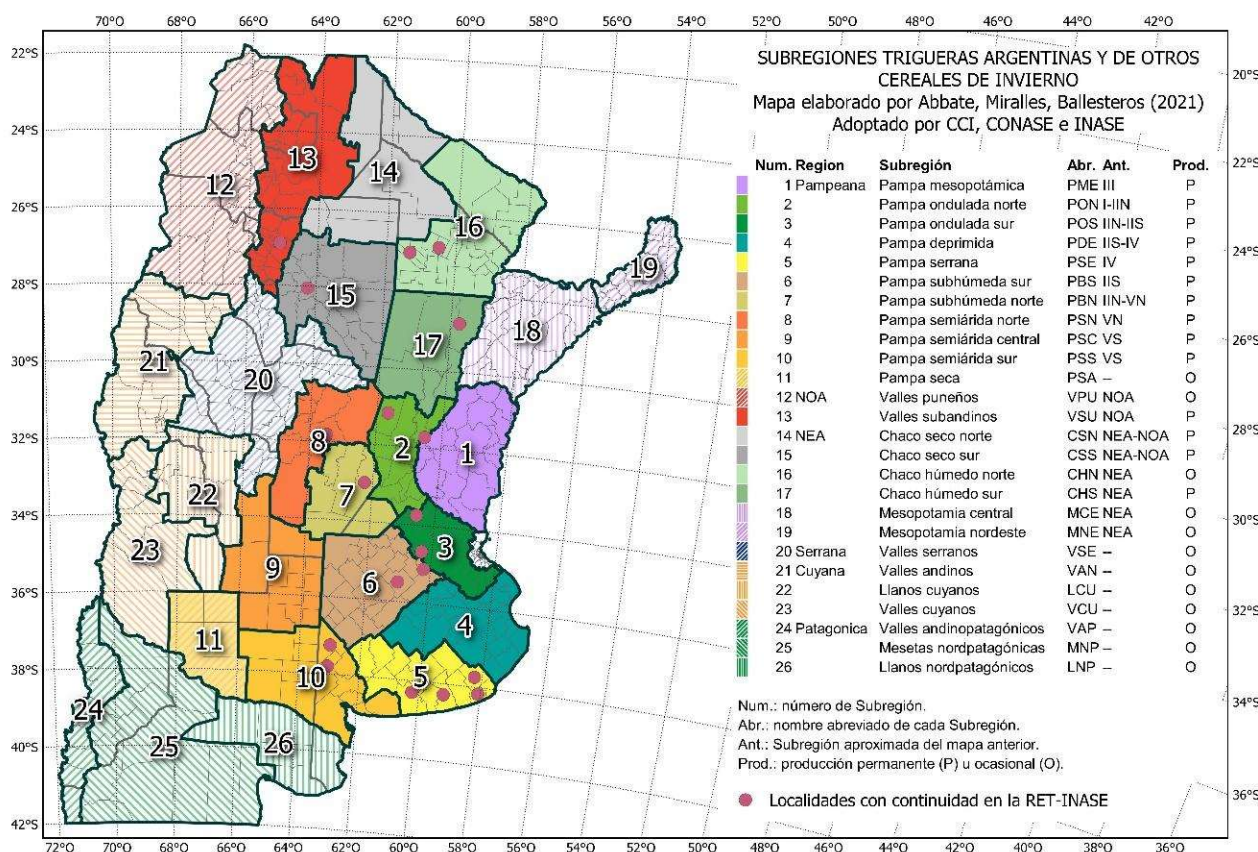 70°O 68°O 66°O 64°O 62°O 60°O 58°O 56°O 54°O 52°O 50°O 48°O 46°O 44°O 42°O
22°S
24°S
26°S
28°S
30°S
32°S
34°S
36°S
38°S
40°S
42°S
12
13
14
16
19
15
18
17
21
20
8
2
1
22
7
23
3
9
6
4
11
10
5
24
25
26
SUBREGIONES TRIGUERAS ARGENTINAS Y DE OTROS
CEREALES DE INVIERNO
Mapa elaborado por Abbate, Miralles, Ballesteros (2021)
Adoptado por CCI, CONASE e INASE
Num. Region Subregión Abr. Ant. Prod.
1 Pampeana Pampa mesopotámica PME III P
2 Pampa ondulada norte PON I-IIN P
3 Pampa ondulada sur POS IIN-IIS P
4 Pampa deprimida PDE IIS-IV P
5 Pampa serrana PSE IV P
6 Pampa subhúmeda sur PBS IIS P
7 Pampa subhúmeda norte PBN IIN-VN P
8 Pampa semiárida norte PSN VN P
9 Pampa semiárida central PSC VS P
10 Pampa semiárida sur PSS VS P
11 Pampa seca PSA -- O
12 NOA Valles puneños VPU NOA O
13 Valles subandinos VSU NOA P
14 NEA Chaco seco norte CSN NEA-NOA P
15 Chaco seco sur CSS NEA-NOA P
16 Chaco húmedo norte CHN NEA O
17 Chaco húmedo sur CHS NEA P
18 Mesopotamia central MCE NEA O
19 Mesopotamia nordeste MNE NEA O
20 Serrana Valles serranos VSE -- O
21 Cuyana Valles andinos VAN -- O
22 Llanos cuyanos LCU -- O
23 Valles cuyanos VCU -- O
24 Patagonica Valles andinopatagónicos VAP -- O
25 Mesetas nordpatagónicas MNP -- O
26 Llanos nordpatagónicos LNP -- O
Num.: número de Subregión.
Abr.: nombre abreviado de cada Subregión.
Ant.: Subregión aproximada del mapa anterior.
Prod.: producción permanente (P) u ocasional (O).
Localidades con continuidad en la RET-INASE
20°S
22°S
24°S
26°S
28°S
30°S
32°S
34°S
36°S
72°O 70°O 68°O 66°O 64°O 62°O 60°O 58°O 56°O 54°O 52°O 50°O 48°O 46°O 44°O 42°O 40°O 38°O 36°O